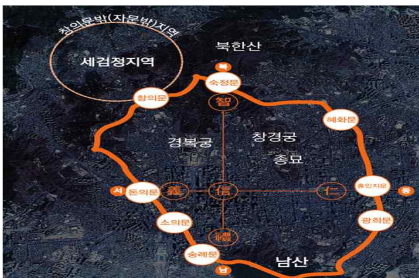 창의문밖(자문밖)지역
세검정지역
북한산
북
숙정문
창의문
智
혜화문
경복궁
창경궁
종묘
서
돈의문
義
信
仁
흥인지문
동
소의문
광희문
禮
숭례문
남
남산